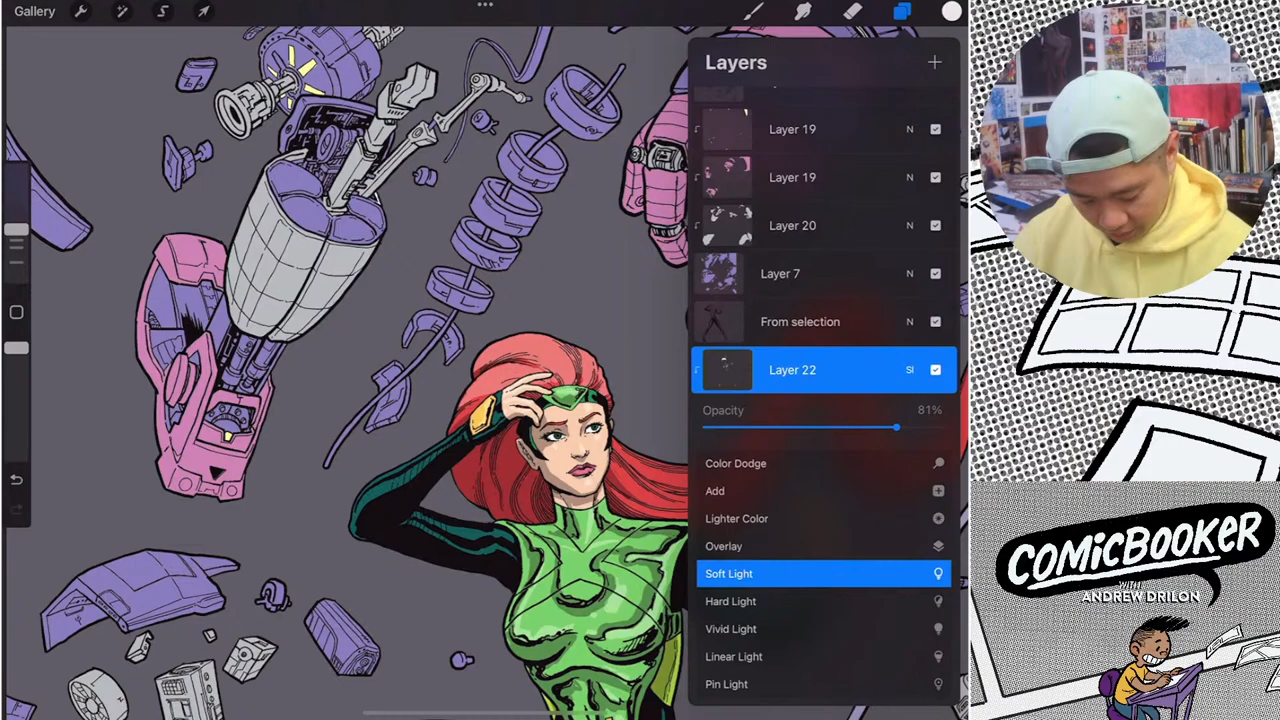 Gallery
Layers
Layer 19
N
Layer 19
N
Layer 20
N
Layer 7
N
From selection
N
Layer 22
Sl
Opacity
81%
Color Dodge
Add
Lighter Color
Overlay
Soft Light
Hard Light
Vivid Light
Linear Light
Pin Light
COMICBOOKER
WITH
ANDREW DRILON